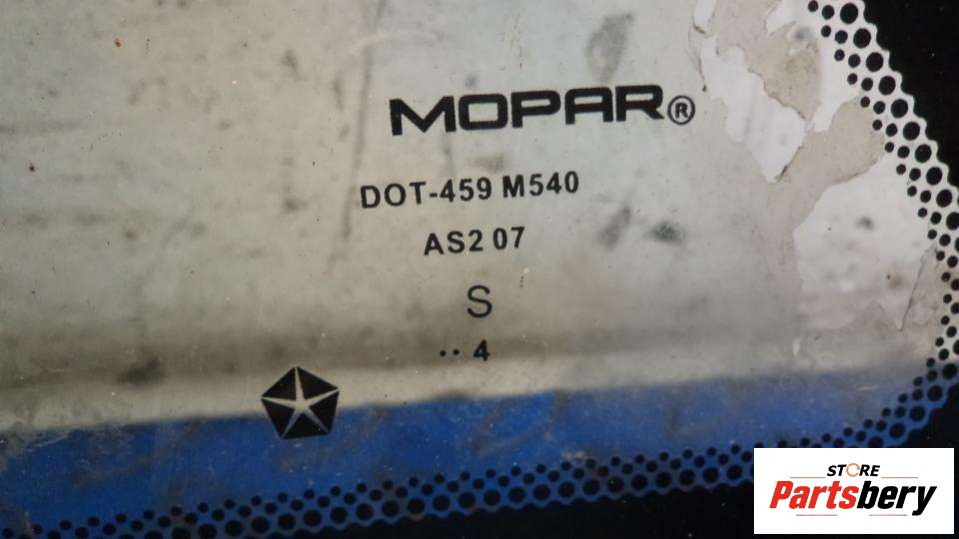 MOPAR®
DOT-459 M540
AS2 07
S
.. 4
STORE
Partsbery